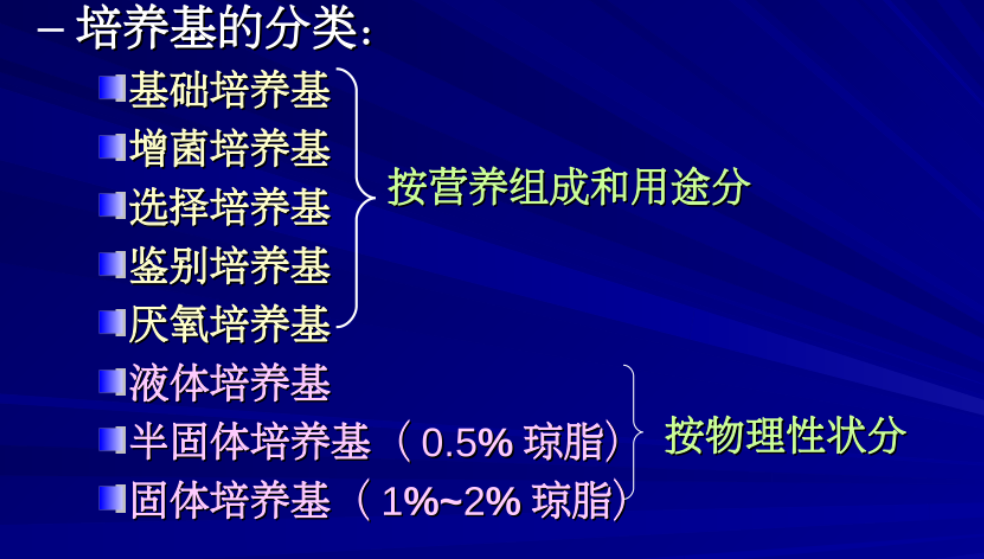 – 培养基的分类：
基础培养基
增菌培养基
选择培养基
鉴别培养基
厌氧培养基
按营养组成和用途分
液体培养基
半固体培养基（0.5% 琼脂）
固体培养基（1%~2% 琼脂）
按物理性状分